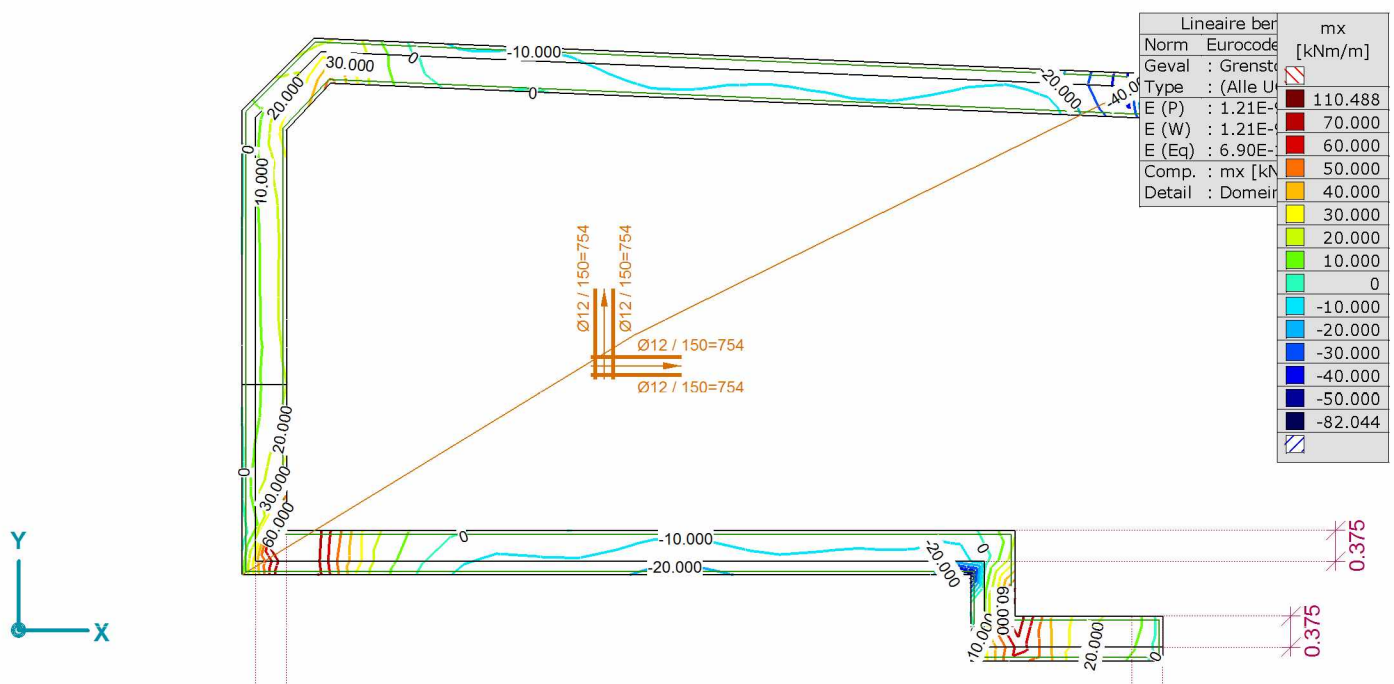 Lineaire ber
Norm Eurocode
Geval : Grenst
Type : (Alle U
E (P) : 1.21E-
E (W) : 1.21E-
E (Eq) : 6.90E-
Comp. : mx [kN
Detail : Domein
mx
[kNm/m]
110.488
70.000
60.000
50.000
40.000
30.000
20.000
10.000
0
-10.000
-20.000
-30.000
-40.000
-50.000
-82.044
30.000
0
-10.000
0
-20.000
-40.0
20.000
0
10.000
Ø12 / 150=754
Ø12 / 150=754
Ø12 / 150=754
Ø12 / 150=754
20.000
0
30.000
60.000
0
-10.000
-20.000
-20.000
0
60.000
-10.000
20.000
0
0.375
0.375
Y
X